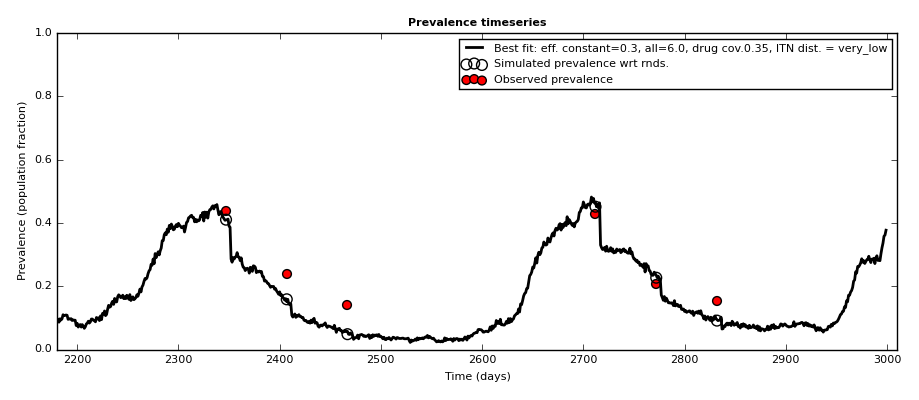 Prevalence timeseries
Best fit: eff. constant=0.3, all=6.0, drug cov.0.35, ITN dist. = very_low
Simulated prevalence wrt rnds.
Observed prevalence
Prevalence (population fraction)
1.0
0.8
0.6
0.4
0.2
0.0
2200 2300 2400 2500 2600 2700 2800 2900 3000
Time (days)